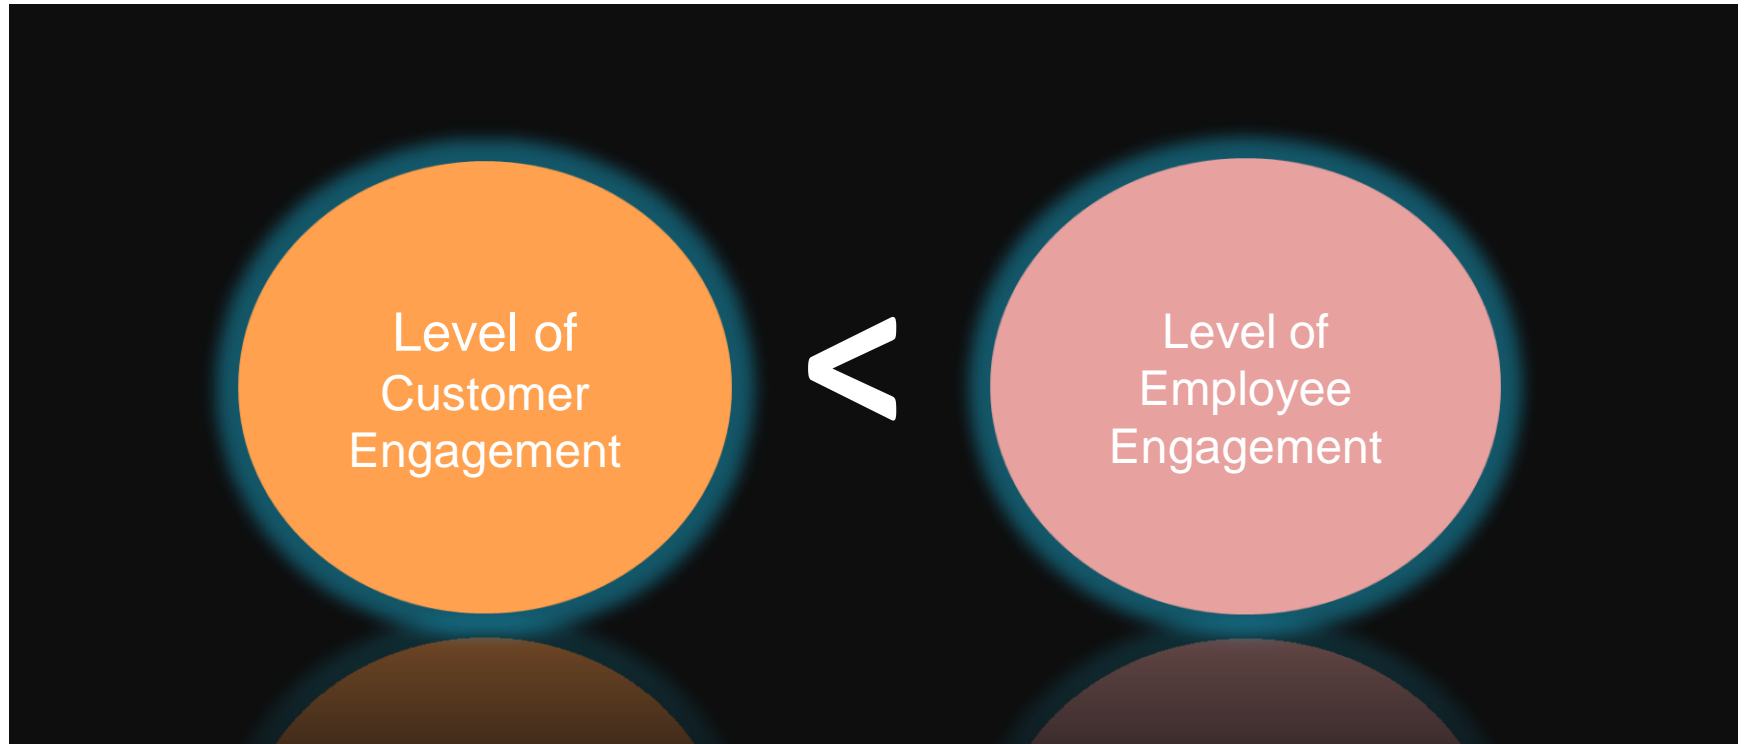 Level of
Customer
Engagement
<
Level of
Employee
Engagement